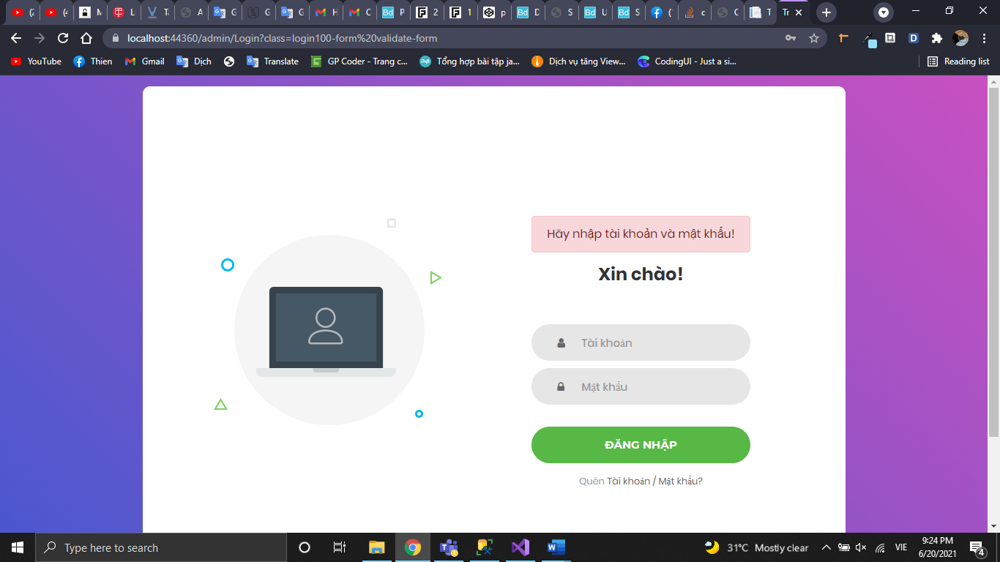 localhost:44360/admin/Login?class=login100-form%20validate-form
YouTube
Thien
Gmail
Dịch
Translate
GP Coder - Trang c...
Tổng hợp bài tập ja...
Dịch vụ tăng View...
CodingUI - Just a si...
Reading list
Hãy nhập tài khoản và mật khẩu!
Xin chào!
Tài khoản
Mật khẩu
ĐĂNG NHẬP
Quên Tài khoản / Mật khẩu?
Type here to search
31°C Mostly clear
VIE
9:24 PM
6/20/2021
4